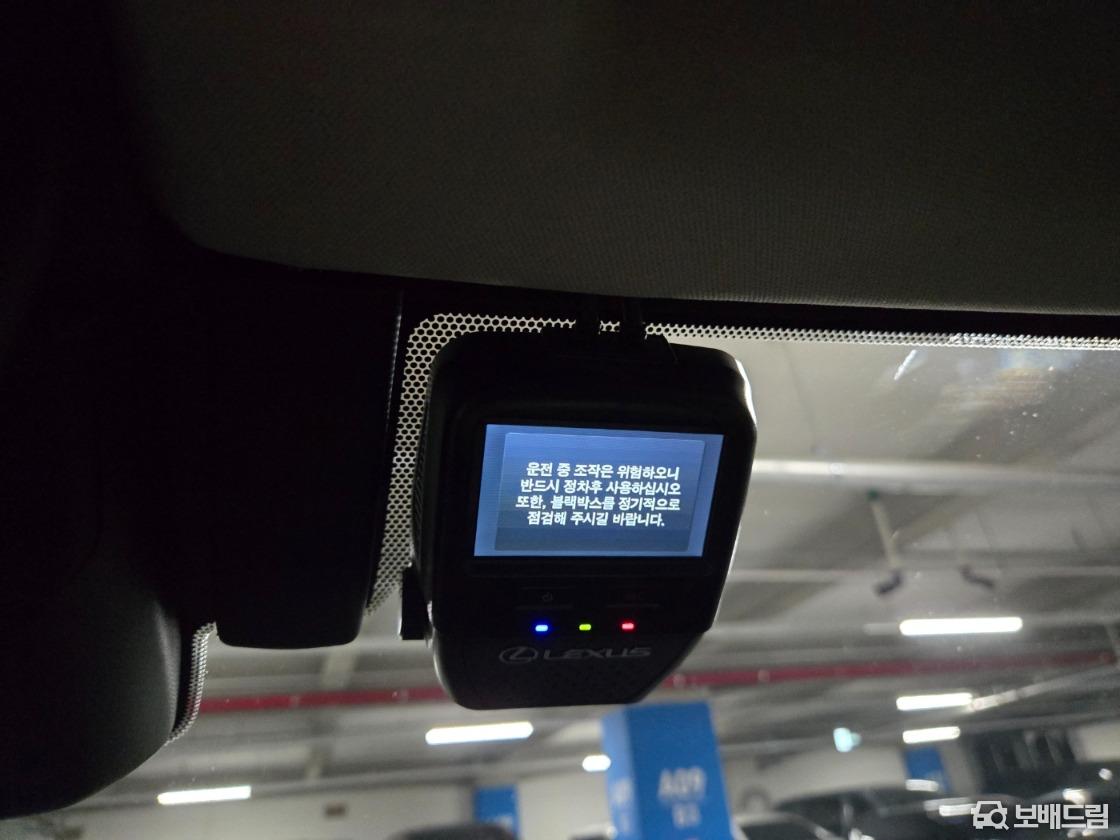 운전 중 조작은 위험하오니
반드시 정차후 사용하십시오
또한, 블랙박스를 정기적으로
점검해 주시길 바랍니다.
LEXUS
A09
보배드림